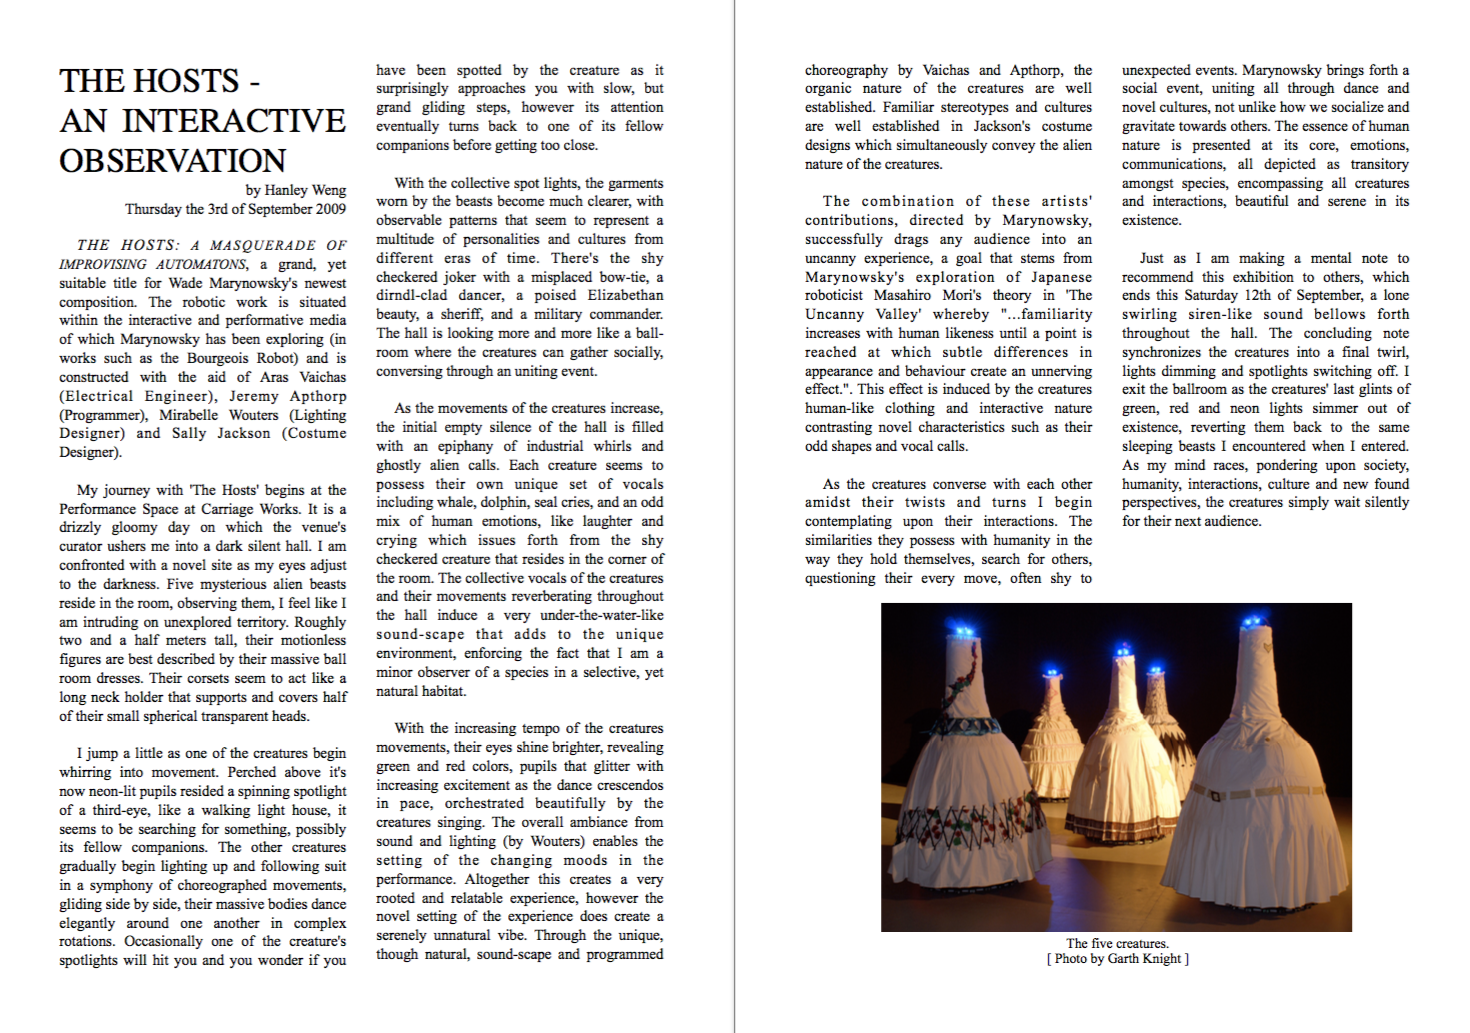 THE HOSTS -
AN INTERACTIVE
OBSERVATION
by Hanley Weng
Thursday the 3rd of September 2009
THE HOSTS: A MASQUERADE OF
IMPROVISING AUTOMATONS, a grand, yet
suitable title for Wade Marynowsky's newest
composition. The robotic work is situated
within the interactive and performative media
of which Marynowsky has been exploring (in
works such as the Bourgeois Robot) and is
constructed with the aid of Aras Vaichas
(Electrical Engineer), Jeremy Apthorp
(Programmer), Mirabelle Wouters (Lighting
Designer) and Sally Jackson (Costume
Designer).
My journey with 'The Hosts' begins at the
Performance Space at Carriage Works. It is a
drizzly gloomy day on which the venue's
curator ushers me into a dark silent hall. I am
confronted with a novel site as my eyes adjust
to the darkness. Five mysterious alien beasts
reside in the room, observing them, I feel like I
am intruding on unexplored territory. Roughly
two and a half meters tall, their motionless
figures are best described by their massive ball
room dresses. Their corsets seem to act like a
long neck holder that supports and covers half
of their small spherical transparent heads.
I jump a little as one of the creatures begin
whirring into movement. Perched above it's
now neon-lit pupils resided a spinning spotlight
of a third-eye, like a walking light house, it
seems to be searching for something, possibly
its fellow companions. The other creatures
gradually begin lighting up and following suit
in a symphony of choreographed movements,
gliding side by side, their massive bodies dance
elegantly around one another in complex
rotations. Occasionally one of the creature's
spotlights will hit you and you wonder if you
have been spotted by the creature as it
surprisingly approaches you with slow, but
grand gliding steps, however its attention
eventually turns back to one of its fellow
companions before getting too close.
With the collective spot lights, the garments
worn by the beasts become much clearer, with
observable patterns that seem to represent a
multitude of personalities and cultures from
different eras of time. There's the shy
checkered joker with a misplaced bow-tie, a
dirndl-clad dancer, a poised Elizabethan
beauty, a sheriff, and a military commander.
The hall is looking more and more like a ball-
room where the creatures can gather socially,
conversing through an uniting event.
As the movements of the creatures increase,
the initial empty silence of the hall is filled
with an epiphany of industrial whirls and
ghostly alien calls. Each creature seems to
possess their own unique set of vocals
including whale, dolphin, seal cries, and an odd
mix of human emotions, like laughter and
crying which issues forth from the shy
checkered creature that resides in the corner of
the room. The collective vocals of the creatures
and their movements reverberating throughout
the hall induce a very under-the-water-like
sound-scape that adds to the unique
environment, enforcing the fact that I am a
minor observer of a species in a selective, yet
natural habitat.
With the increasing tempo of the creatures
movements, their eyes shine brighter, revealing
green and red colors, pupils that glitter with
increasing excitement as the dance crescendos
in pace, orchestrated beautifully by the
creatures singing. The overall ambiance from
sound and lighting (by Wouters) enables the
setting of the changing moods in the
performance. Altogether this creates a very
rooted and relatable experience, however the
novel setting of the experience does create a
serenely unnatural vibe. Through the unique,
though natural, sound-scape and programmed
choreography by Vaichas and Apthorp, the
organic nature of the creatures are well
established. Familiar stereotypes and cultures
are well established in Jackson's costume
designs which simultaneously convey the alien
nature of the creatures.
The combination of these artists'
contributions, directed by Marynowsky,
successfully drags any audience into an
uncanny experience, a goal that stems from
Marynowsky's exploration of Japanese
roboticist Masahiro Mori's theory in 'The
Uncanny Valley' whereby "...familiarity
increases with human likeness until a point is
reached at which subtle differences in
appearance and behaviour create an unnerving
effect.". This effect is induced by the creatures
human-like clothing and interactive nature
contrasting novel characteristics such as their
odd shapes and vocal calls.
As the creatures converse with each other
amidst their twists and turns I begin
contemplating upon their interactions. The
similarities they possess with humanity in the
way they hold themselves, search for others,
questioning their every move, often shy to
unexpected events. Marynowsky brings forth a
social event, uniting all through dance and
novel cultures, not unlike how we socialize and
gravitate towards others. The essence of human
nature is presented at its core, emotions,
communications, all depicted as transitory
amongst species, encompassing all creatures
and interactions, beautiful and serene in its
existence.
Just as I am making a mental note to
recommend this exhibition to others, which
ends this Saturday 12th of September, a lone
swirling siren-like sound bellows forth
throughout the hall. The concluding note
synchronizes the creatures into a final twirl,
lights dimming and spotlights switching off. I
exit the ballroom as the creatures' last glints of
green, red and neon lights simmer out of
existence, reverting them back to the same
sleeping beasts I encountered when I entered.
As my mind races, pondering upon society,
humanity, interactions, culture and new found
perspectives, the creatures simply wait silently
for their next audience.
The five creatures.
[ Photo by Garth Knight ]